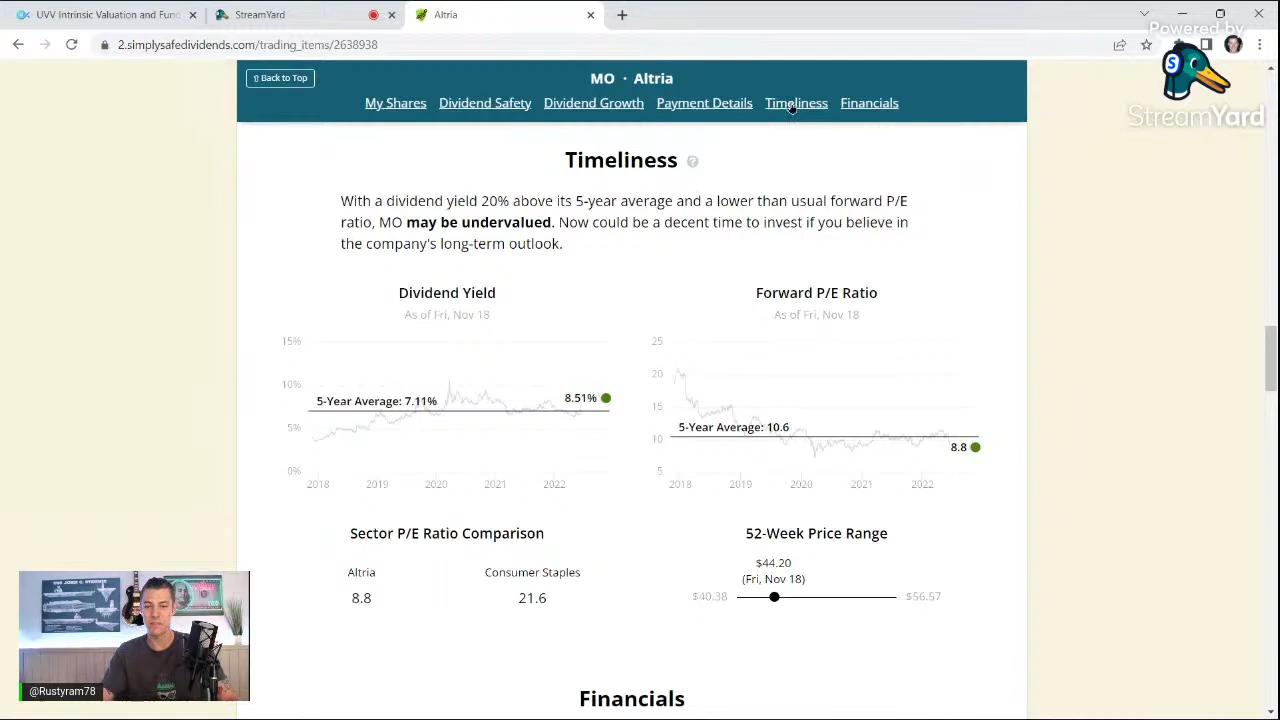 UVV Intrinsic Valuation and Fund
StreamYard
Altria
2.simplysafedividends.com/trading_items/2638938
Powered by
StreamYard
⇧ Back to Top
MO · Altria
My Shares Dividend Safety Dividend Growth Payment Details Timeliness Financials
Timeliness ?
With a dividend yield 20% above its 5-year average and a lower than usual forward P/E
ratio, MO may be undervalued. Now could be a decent time to invest if you believe in
the company's long-term outlook.
Dividend Yield
As of Fri, Nov 18
15%
10%
5%
0%
5-Year Average: 7.11%
8.51%
2018 2019 2020 2021 2022
Forward P/E Ratio
As of Fri, Nov 18
25
20
15
10
5
5-Year Average: 10.6
8.8
2018 2019 2020 2021 2022
Sector P/E Ratio Comparison
Altria Consumer Staples
8.8 21.6
52-Week Price Range
$44.20
(Fri, Nov 18)
$40.38 $56.57
@Rustyram78
Financials